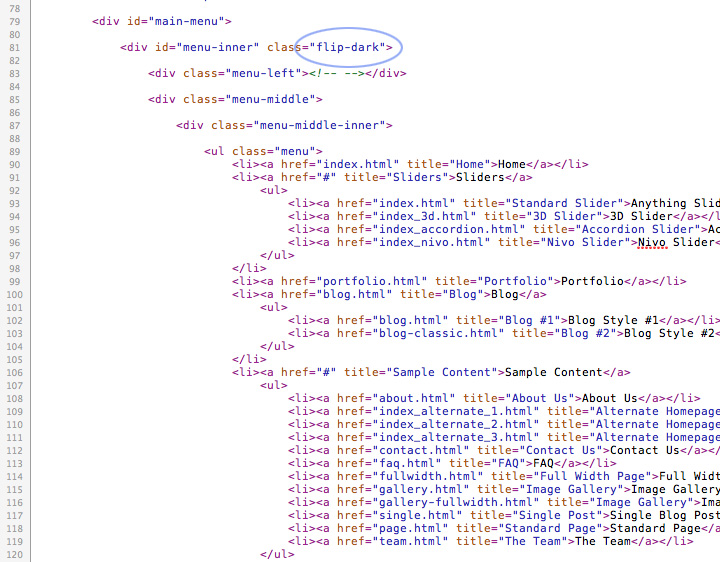 78
79 <div id="main-menu">
80
81 <div id="menu-inner" class="flip-dark">
82
83 <div class="menu-left"><!-- --></div>
84
85 <div class="menu-middle">
86
87 <div class="menu-middle-inner">
88
89 <ul class="menu">
90 <li><a href="index.html" title="Home">Home</a></li>
91 <li><a href="#" title="Sliders">Sliders</a>
92 <ul>
93 <li><a href="index.html" title="Standard Slider">Anything Slid
94 <li><a href="index_3d.html" title="3D Slider">3D Slider</a></l
95 <li><a href="index_accordion.html" title="Accordion Slider">Ac
96 <li><a href="index_nivo.html" title="Nivo Slider">Nivo Slider<
97 </ul>
98 </li>
99 <li><a href="portfolio.html" title="Portfolio">Portfolio</a></li>
100 <li><a href="blog.html" title="Blog">Blog</a>
101 <ul>
102 <li><a href="blog.html" title="Blog #1">Blog Style #1</a></li>
103 <li><a href="blog-classic.html" title="Blog #2">Blog Style #2<
104 </ul>
105 </li>
106 <li><a href="#" title="Sample Content">Sample Content</a>
107 <ul>
108 <li><a href="about.html" title="About Us">About Us</a></li>
109 <li><a href="index_alternate_1.html" title="Alternate Homepage
110 <li><a href="index_alternate_2.html" title="Alternate Homepage
111 <li><a href="index_alternate_3.html" title="Alternate Homepage
112 <li><a href="contact.html" title="Contact Us">Contact Us</a></
113 <li><a href="faq.html" title="FAQ">FAQ</a></li>
114 <li><a href="fullwidth.html" title="Full Width Page">Full Widt
115 <li><a href="gallery.html" title="Image Gallery">Image Gallery
116 <li><a href="gallery-fullwidth.html" title="Image Gallery">Ima
117 <li><a href="single.html" title="Single Post">Single Blog Post
118 <li><a href="page.html" title="Standard Page">Standard Page</a
119 <li><a href="team.html" title="The Team">The Team</a></li>
120 </ul>